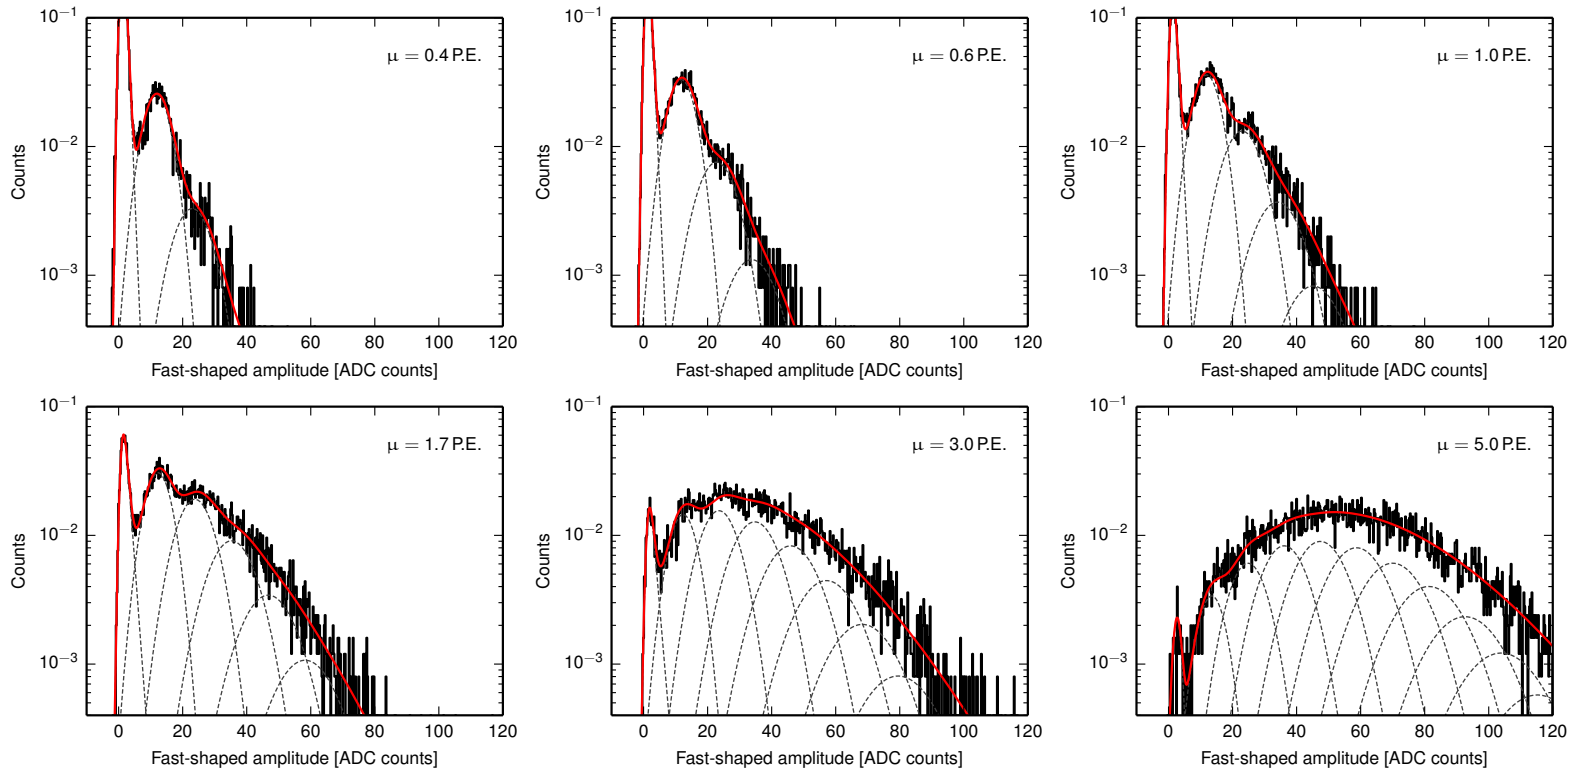 10⁻¹
10⁻²
10⁻³
Counts
μ = 0.4 P.E.
0 20 40 60 80 100 120
Fast-shaped amplitude [ADC counts]
10⁻¹
10⁻²
10⁻³
Counts
μ = 0.6 P.E.
0 20 40 60 80 100 120
Fast-shaped amplitude [ADC counts]
10⁻¹
10⁻²
10⁻³
Counts
μ = 1.0 P.E.
0 20 40 60 80 100 120
Fast-shaped amplitude [ADC counts]
10⁻¹
10⁻²
10⁻³
Counts
μ = 1.7 P.E.
0 20 40 60 80 100 120
Fast-shaped amplitude [ADC counts]
10⁻¹
10⁻²
10⁻³
Counts
μ = 3.0 P.E.
0 20 40 60 80 100 120
Fast-shaped amplitude [ADC counts]
10⁻¹
10⁻²
10⁻³
Counts
μ = 5.0 P.E.
0 20 40 60 80 100 120
Fast-shaped amplitude [ADC counts]